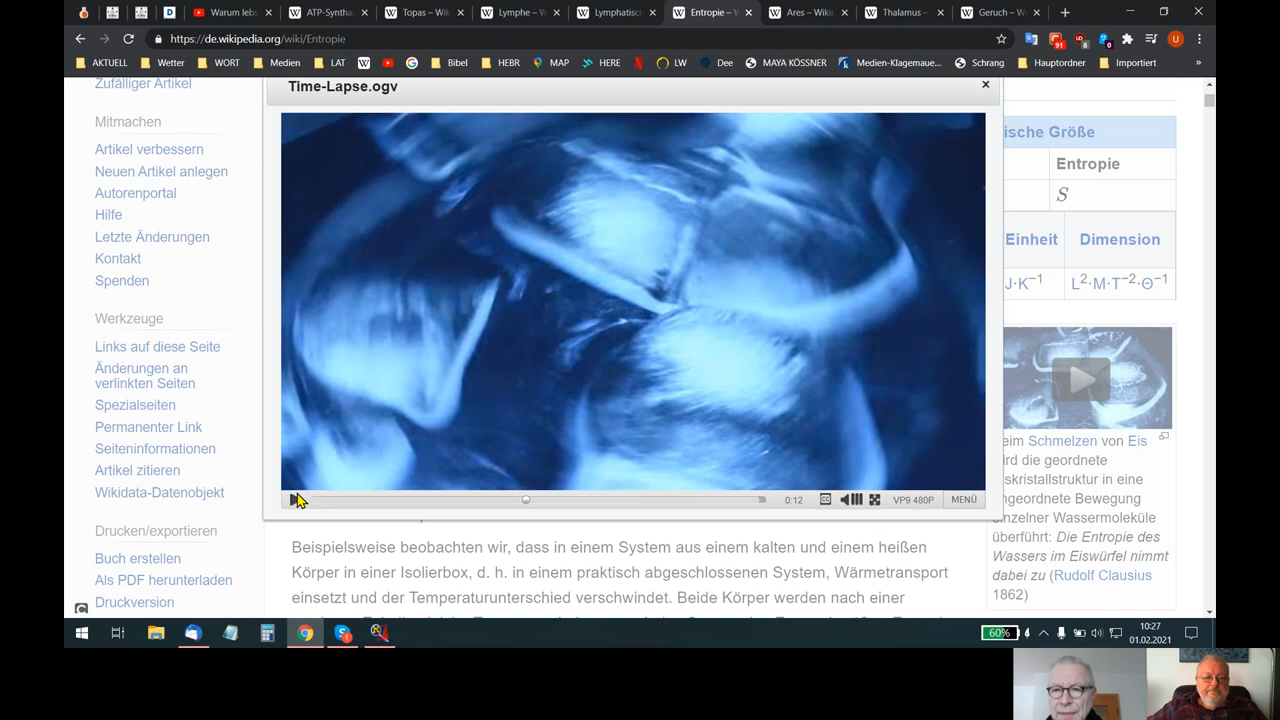 Warum lebs
ATP-Syntha
Topas – Wiki
Lymphe – W
Lymphatisch
Entropie – W
Ares – Wikip
Thalamus –
Geruch – W
https://de.wikipedia.org/wiki/Entropie
91
8
0
U
AKTUELL
Wetter
WORT
Medien
LAT
Bibel
HEBR
MAP
HERE
LW
Dee
MAYA KÖSSNER
Medien-Klagemaue...
Schrang
Hauptordner
Importiert
»
Zufälliger Artikel
Mitmachen
Artikel verbessern
Neuen Artikel anlegen
Autorenportal
Hilfe
Letzte Änderungen
Kontakt
Spenden
Werkzeuge
Links auf diese Seite
Änderungen an
verlinkten Seiten
Spezialseiten
Permanenter Link
Seiteninformationen
Artikel zitieren
Wikidata-Datenobjekt
Drucken/exportieren
Buch erstellen
Als PDF herunterladen
Druckversion
Time-Lapse.ogv
×
0:12
CC
VP9 480P
MENÜ
Beispielsweise beobachten wir, dass in einem System aus einem kalten und einem heißen
Körper in einer Isolierbox, d. h. in einem praktisch abgeschlossenen System, Wärmetransport
einsetzt und der Temperaturunterschied verschwindet. Beide Körper werden nach einer
ische Größe
Entropie
S
Einheit
Dimension
J·K−1
L2·M·T−2·Θ−1
eim Schmelzen von Eis
ird die geordnete
iskristallstruktur in eine
ngeordnete Bewegung
inzelner Wassermoleküle
überführt: Die Entropie des
Wassers im Eiswürfel nimmt
dabei zu (Rudolf Clausius
1862)
60%
10:27
01.02.2021